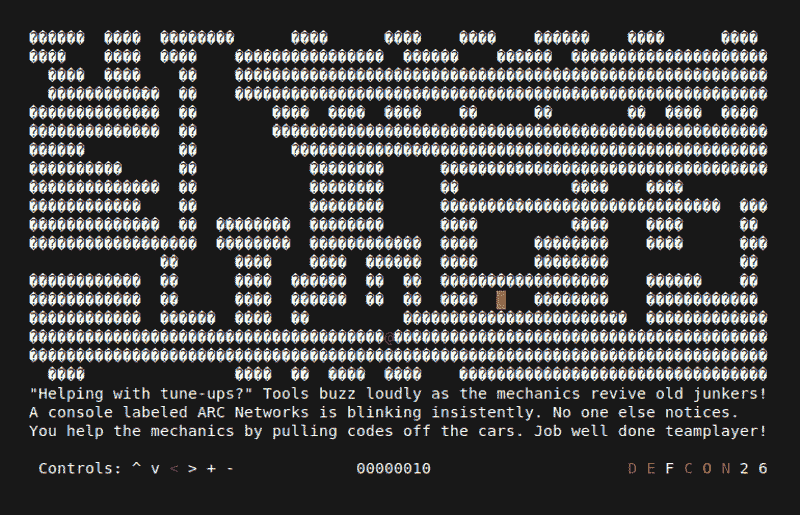 "Helping with tune-ups?" Tools buzz loudly as the mechanics revive old junkers!
A console labeled ARC Networks is blinking insistently. No one else notices.
You help the mechanics by pulling codes off the cars. Job well done teamplayer!
Controls: ^ v < > + - 00000010 D E F C O N 2 6